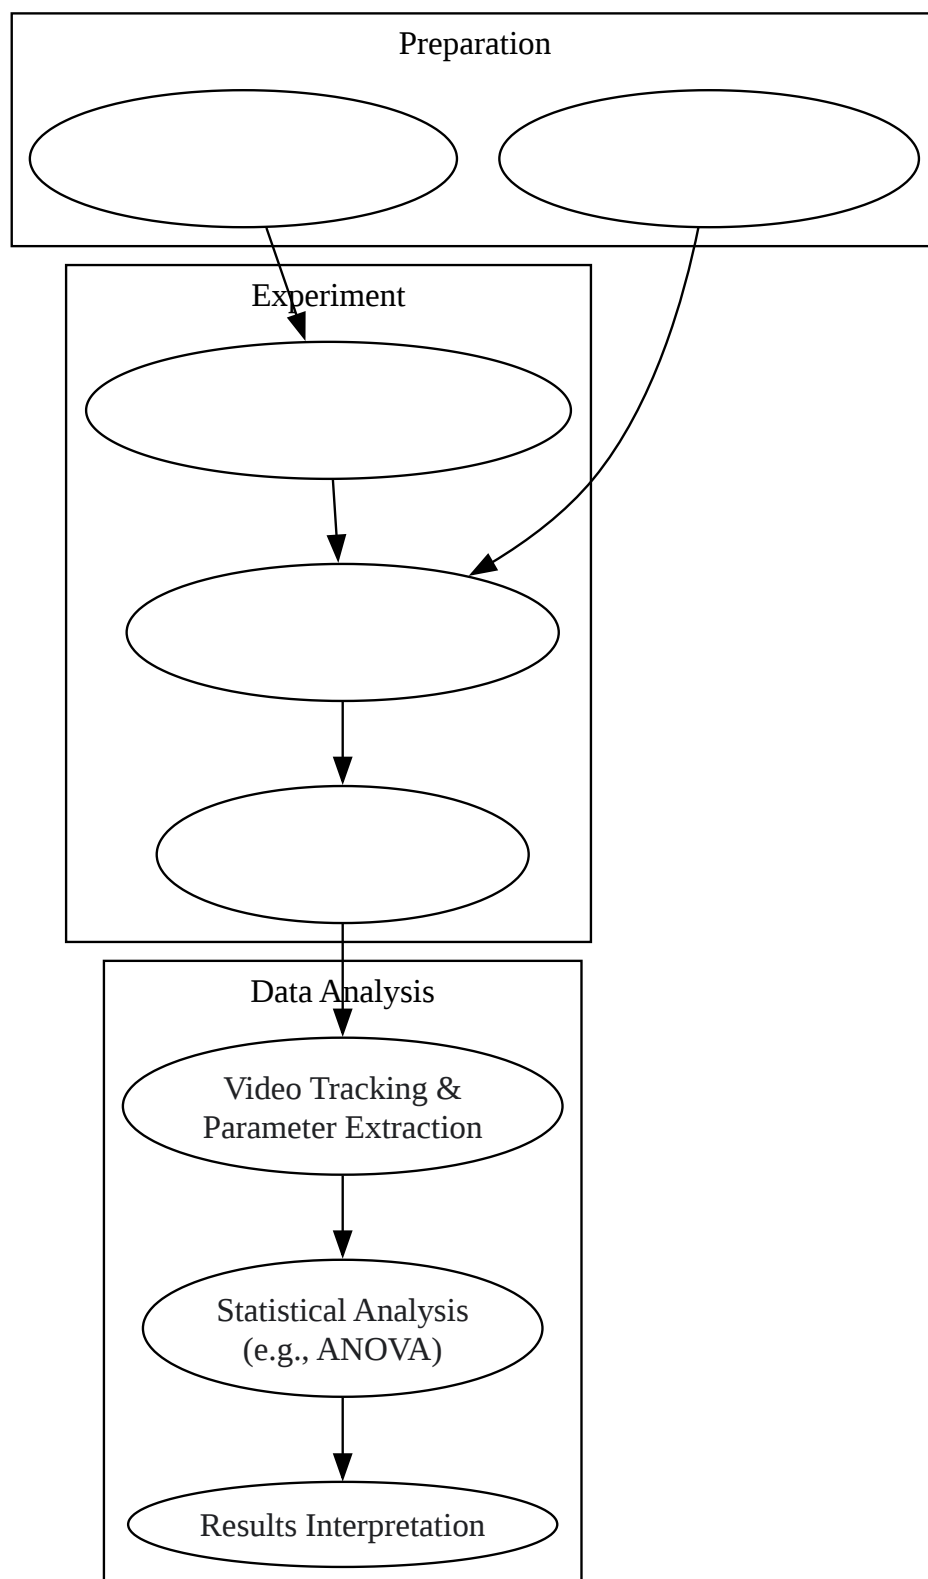 Preparation
Experiment
Data Analysis
Video Tracking &
Parameter Extraction
Statistical Analysis
(e.g., ANOVA)
Results Interpretation